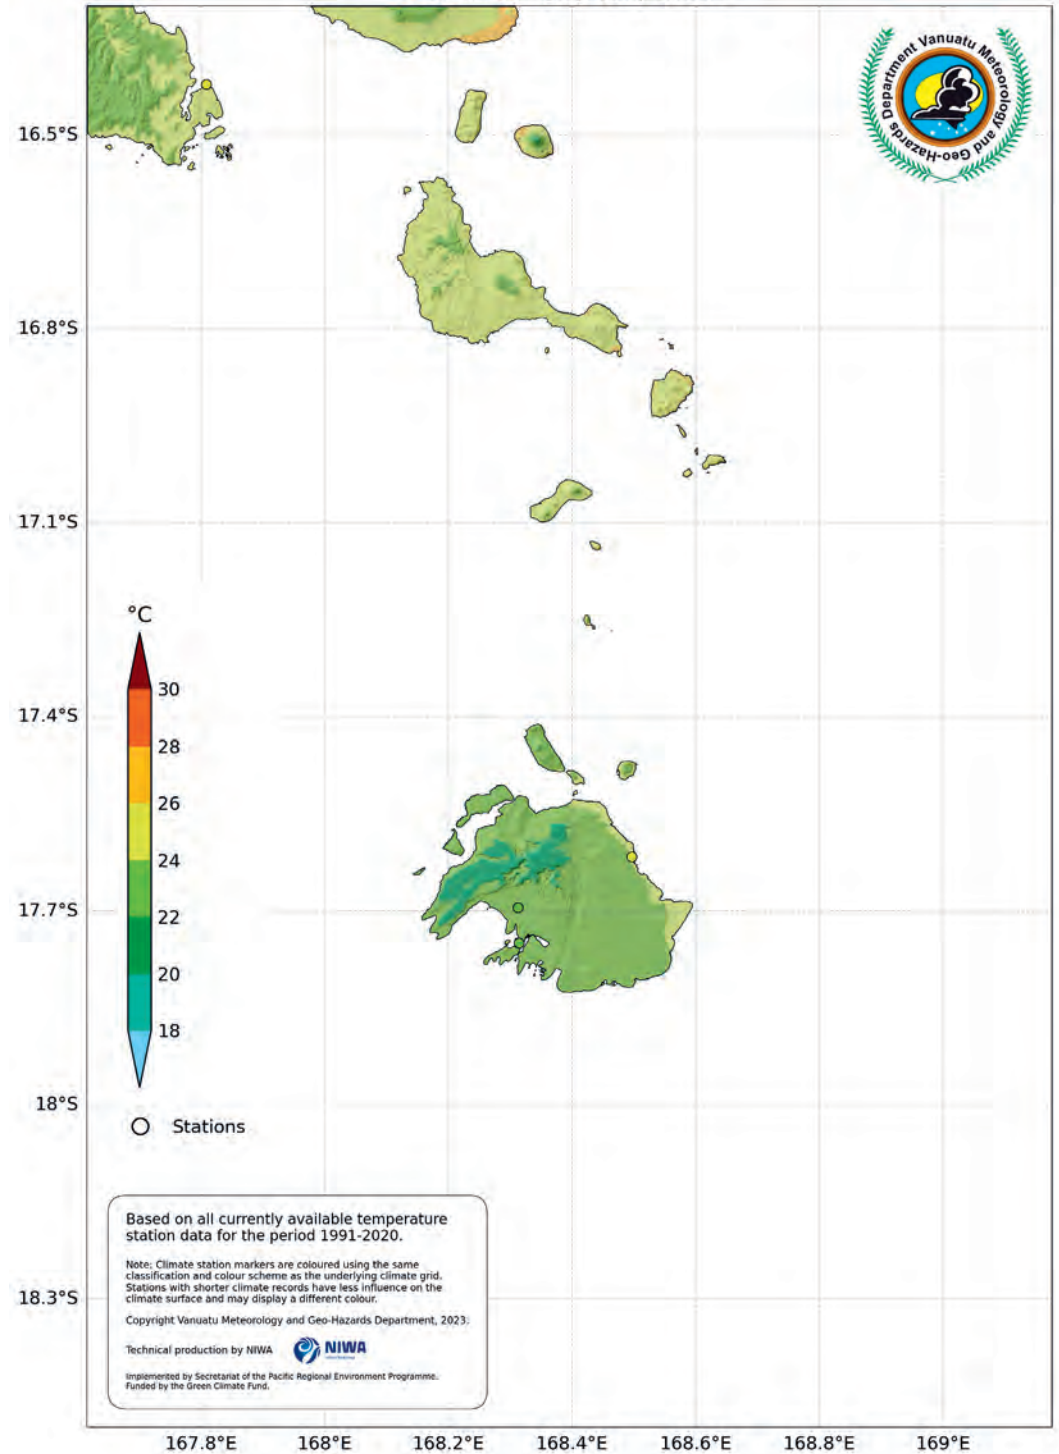 Vanuatu Meteorology and Geo-Hazards Department
16.5°S
16.8°S
17.1°S
17.4°S
17.7°S
18°S
18.3°S
°C
30
28
26
24
22
20
18
Stations
Based on all currently available temperature
station data for the period 1991-2020.
Note: Climate station markers are coloured using the same
classification and colour scheme as the underlying climate grid.
Stations with shorter climate records have less influence on the
climate surface and may display a different colour.
Copyright Vanuatu Meteorology and Geo-Hazards Department, 2023.
Technical production by NIWA
NIWA
Implemented by Secretariat of the Pacific Regional Environment Programme.
Funded by the Green Climate Fund.
167.8°E
168°E
168.2°E
168.4°E
168.6°E
168.8°E
169°E